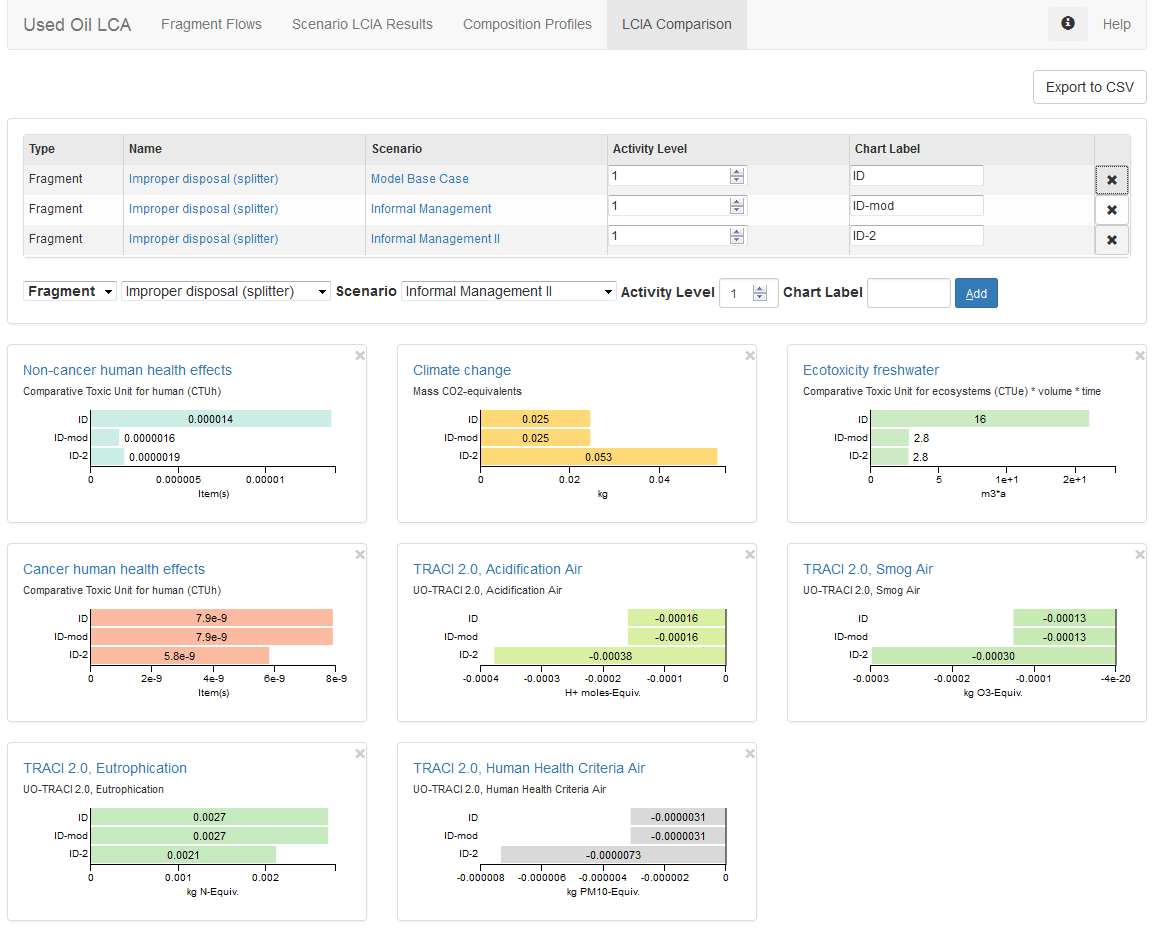 Used Oil LCA Fragment Flows Scenario LCIA Results Composition Profiles LCIA Comparison Help
Export to CSV
Type Name Scenario Activity Level Chart Label
Fragment Improper disposal (splitter) Model Base Case 1 ID
Fragment Improper disposal (splitter) Informal Management 1 ID-mod
Fragment Improper disposal (splitter) Informal Management II 1 ID-2
Fragment Improper disposal (splitter) Scenario Informal Management II Activity Level 1 Chart Label Add
Non-cancer human health effects
Comparative Toxic Unit for human (CTUh)
ID 0.000014
ID-mod 0.0000016
ID-2 0.0000019
0 0.000005 0.00001
Item(s)
Climate change
Mass CO2-equivalents
ID 0.025
ID-mod 0.025
ID-2 0.053
0 0.02 0.04
kg
Ecotoxicity freshwater
Comparative Toxic Unit for ecosystems (CTUe) * volume * time
ID 16
ID-mod 2.8
ID-2 2.8
0 5 1e+1 2e+1
m3*a
Cancer human health effects
Comparative Toxic Unit for human (CTUh)
ID 7.9e-9
ID-mod 7.9e-9
ID-2 5.8e-9
0 2e-9 4e-9 6e-9 8e-9
Item(s)
TRACI 2.0, Acidification Air
UO-TRACI 2.0, Acidification Air
ID -0.00016
ID-mod -0.00016
ID-2 -0.00038
-0.0004 -0.0003 -0.0002 -0.0001 0
H+ moles-Equiv.
TRACI 2.0, Smog Air
UO-TRACI 2.0, Smog Air
ID -0.00013
ID-mod -0.00013
ID-2 -0.00030
-0.0003 -0.0002 -0.0001 -4e-20
kg O3-Equiv.
TRACI 2.0, Eutrophication
UO-TRACI 2.0, Eutrophication
ID 0.0027
ID-mod 0.0027
ID-2 0.0021
0 0.001 0.002
kg N-Equiv.
TRACI 2.0, Human Health Criteria Air
UO-TRACI 2.0, Human Health Criteria Air
ID -0.0000031
ID-mod -0.0000031
ID-2 -0.0000073
-0.000008 -0.000006 -0.000004 -0.000002 0
kg PM10-Equiv.